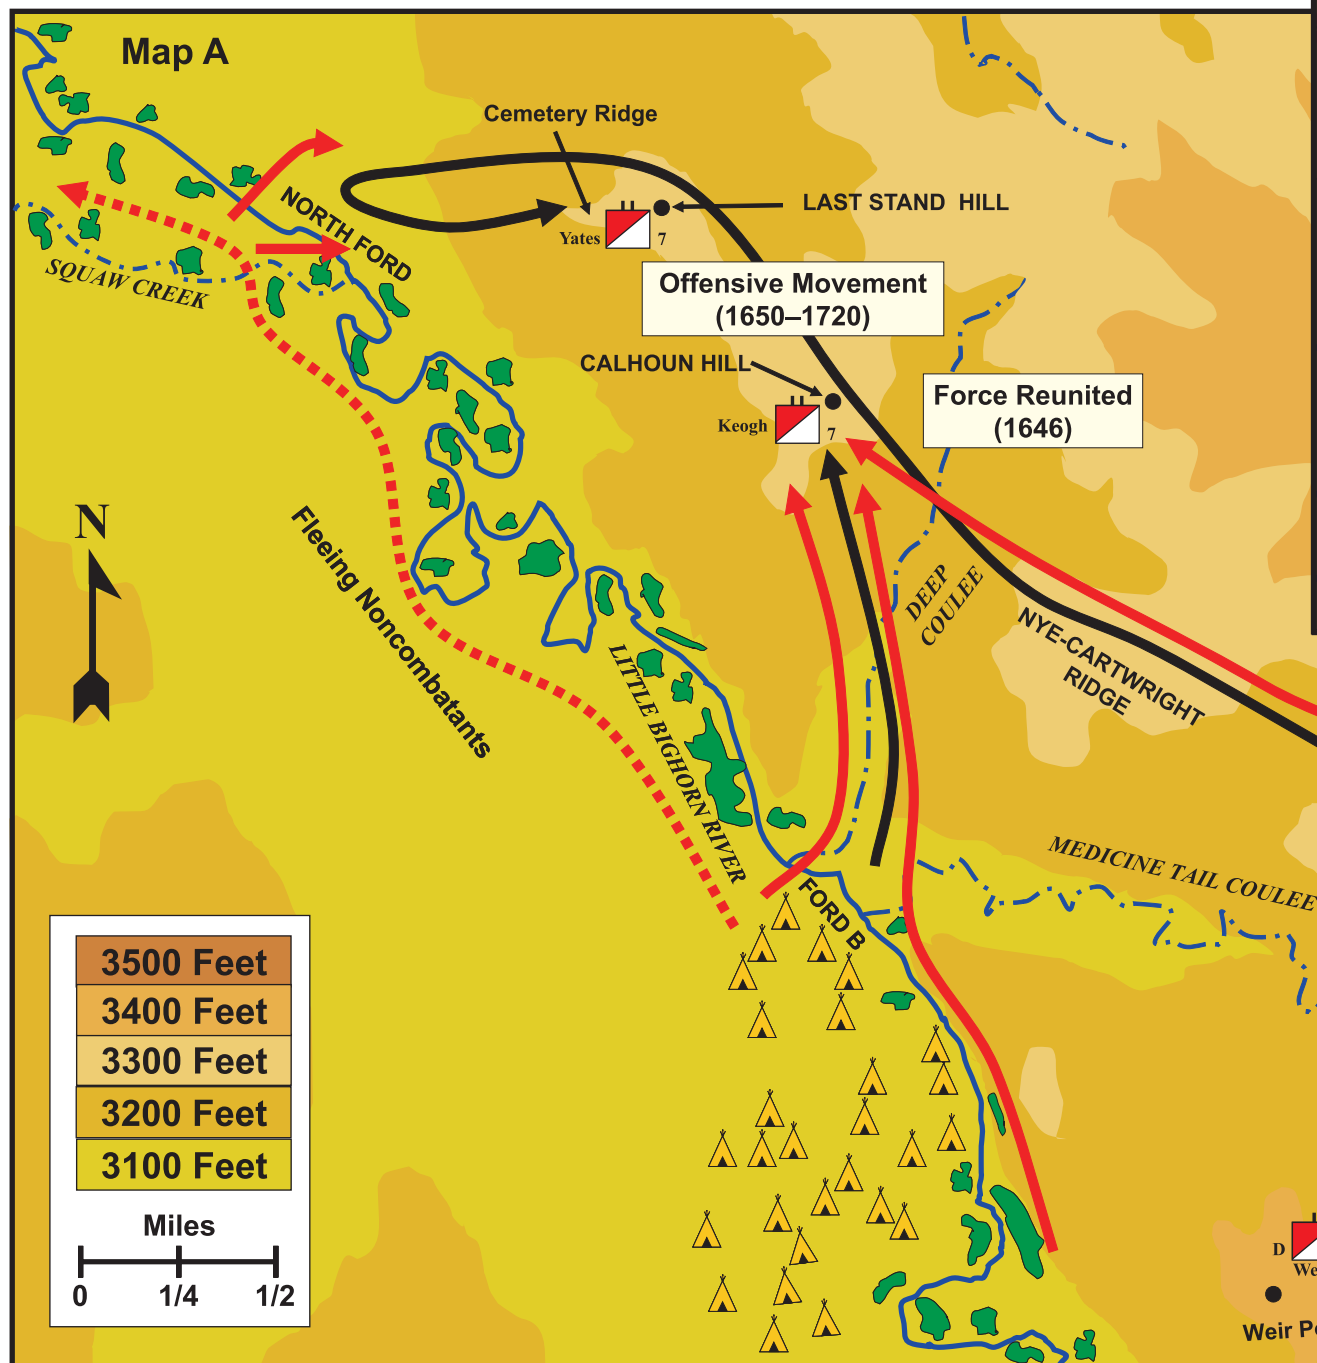 Map A
Cemetery Ridge
LAST STAND HILL
Yates
7
NORTH FORD
SQUAW CREEK
Offensive Movement
(1650–1720)
CALHOUN HILL
Keogh
7
Force Reunited
(1646)
N
Fleeing Noncombatants
DEEP
COULEE
NYE-CARTWRIGHT
RIDGE
LITTLE BIGHORN RIVER
MEDICINE TAIL COULEE
FORD B
3500 Feet
3400 Feet
3300 Feet
3200 Feet
3100 Feet
Miles
0 1/4 1/2
D
We
Weir Po